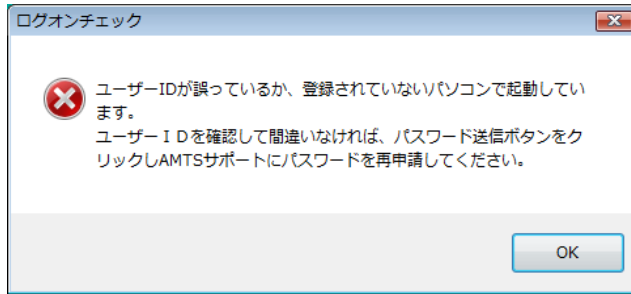 ログオンチェック
ユーザーIDが誤っているか、登録されていないパソコンで起動してい
ます。
ユーザーＩＤを確認して間違いなければ、パスワード送信ボタンをク
リックしAMTSサポートにパスワードを再申請してください。
OK